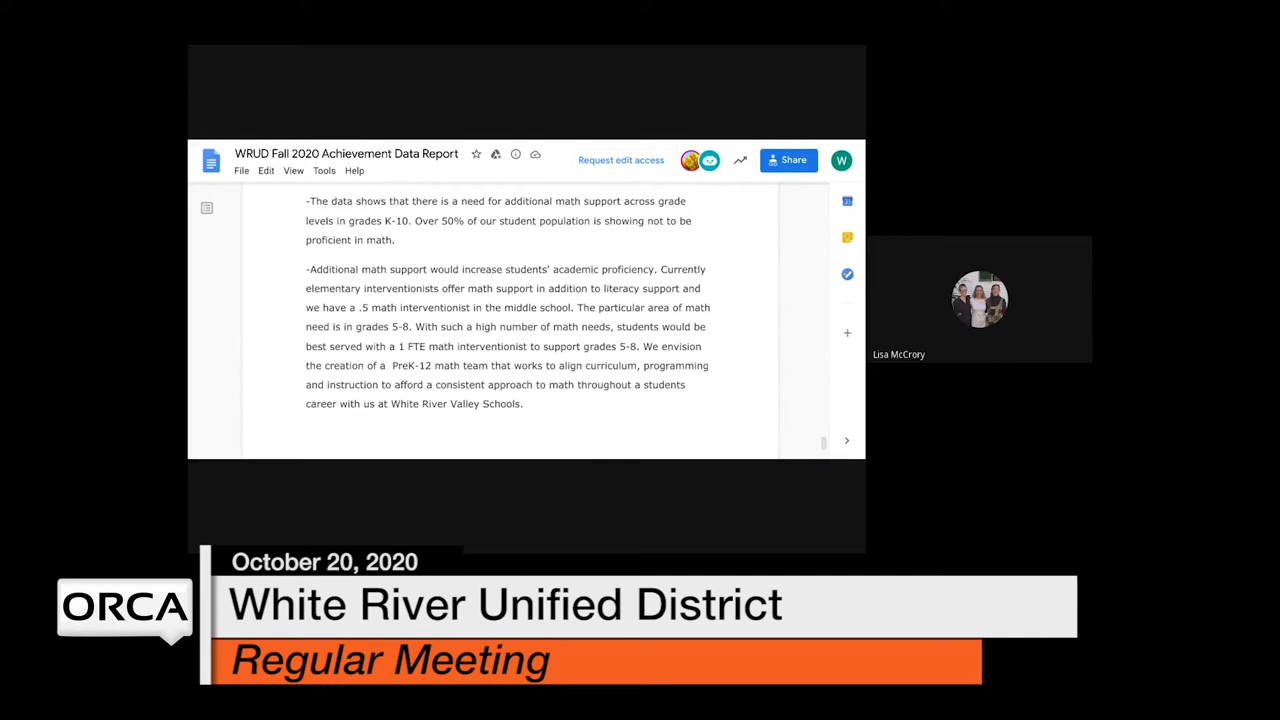 WRUD Fall 2020 Achievement Data Report
Request edit access
Share
W
File Edit View Tools Help
31
-The data shows that there is a need for additional math support across grade
levels in grades K-10. Over 50% of our student population is showing not to be
proficient in math.
-Additional math support would increase students' academic proficiency. Currently
elementary interventionists offer math support in addition to literacy support and
we have a .5 math interventionist in the middle school. The particular area of math
need is in grades 5-8. With such a high number of math needs, students would be
best served with a 1 FTE math interventionist to support grades 5-8. We envision
the creation of a PreK-12 math team that works to align curriculum, programming
and instruction to afford a consistent approach to math throughout a students
career with us at White River Valley Schools.
Lisa McCrory
October 20, 2020
ORCA
White River Unified District
Regular Meeting